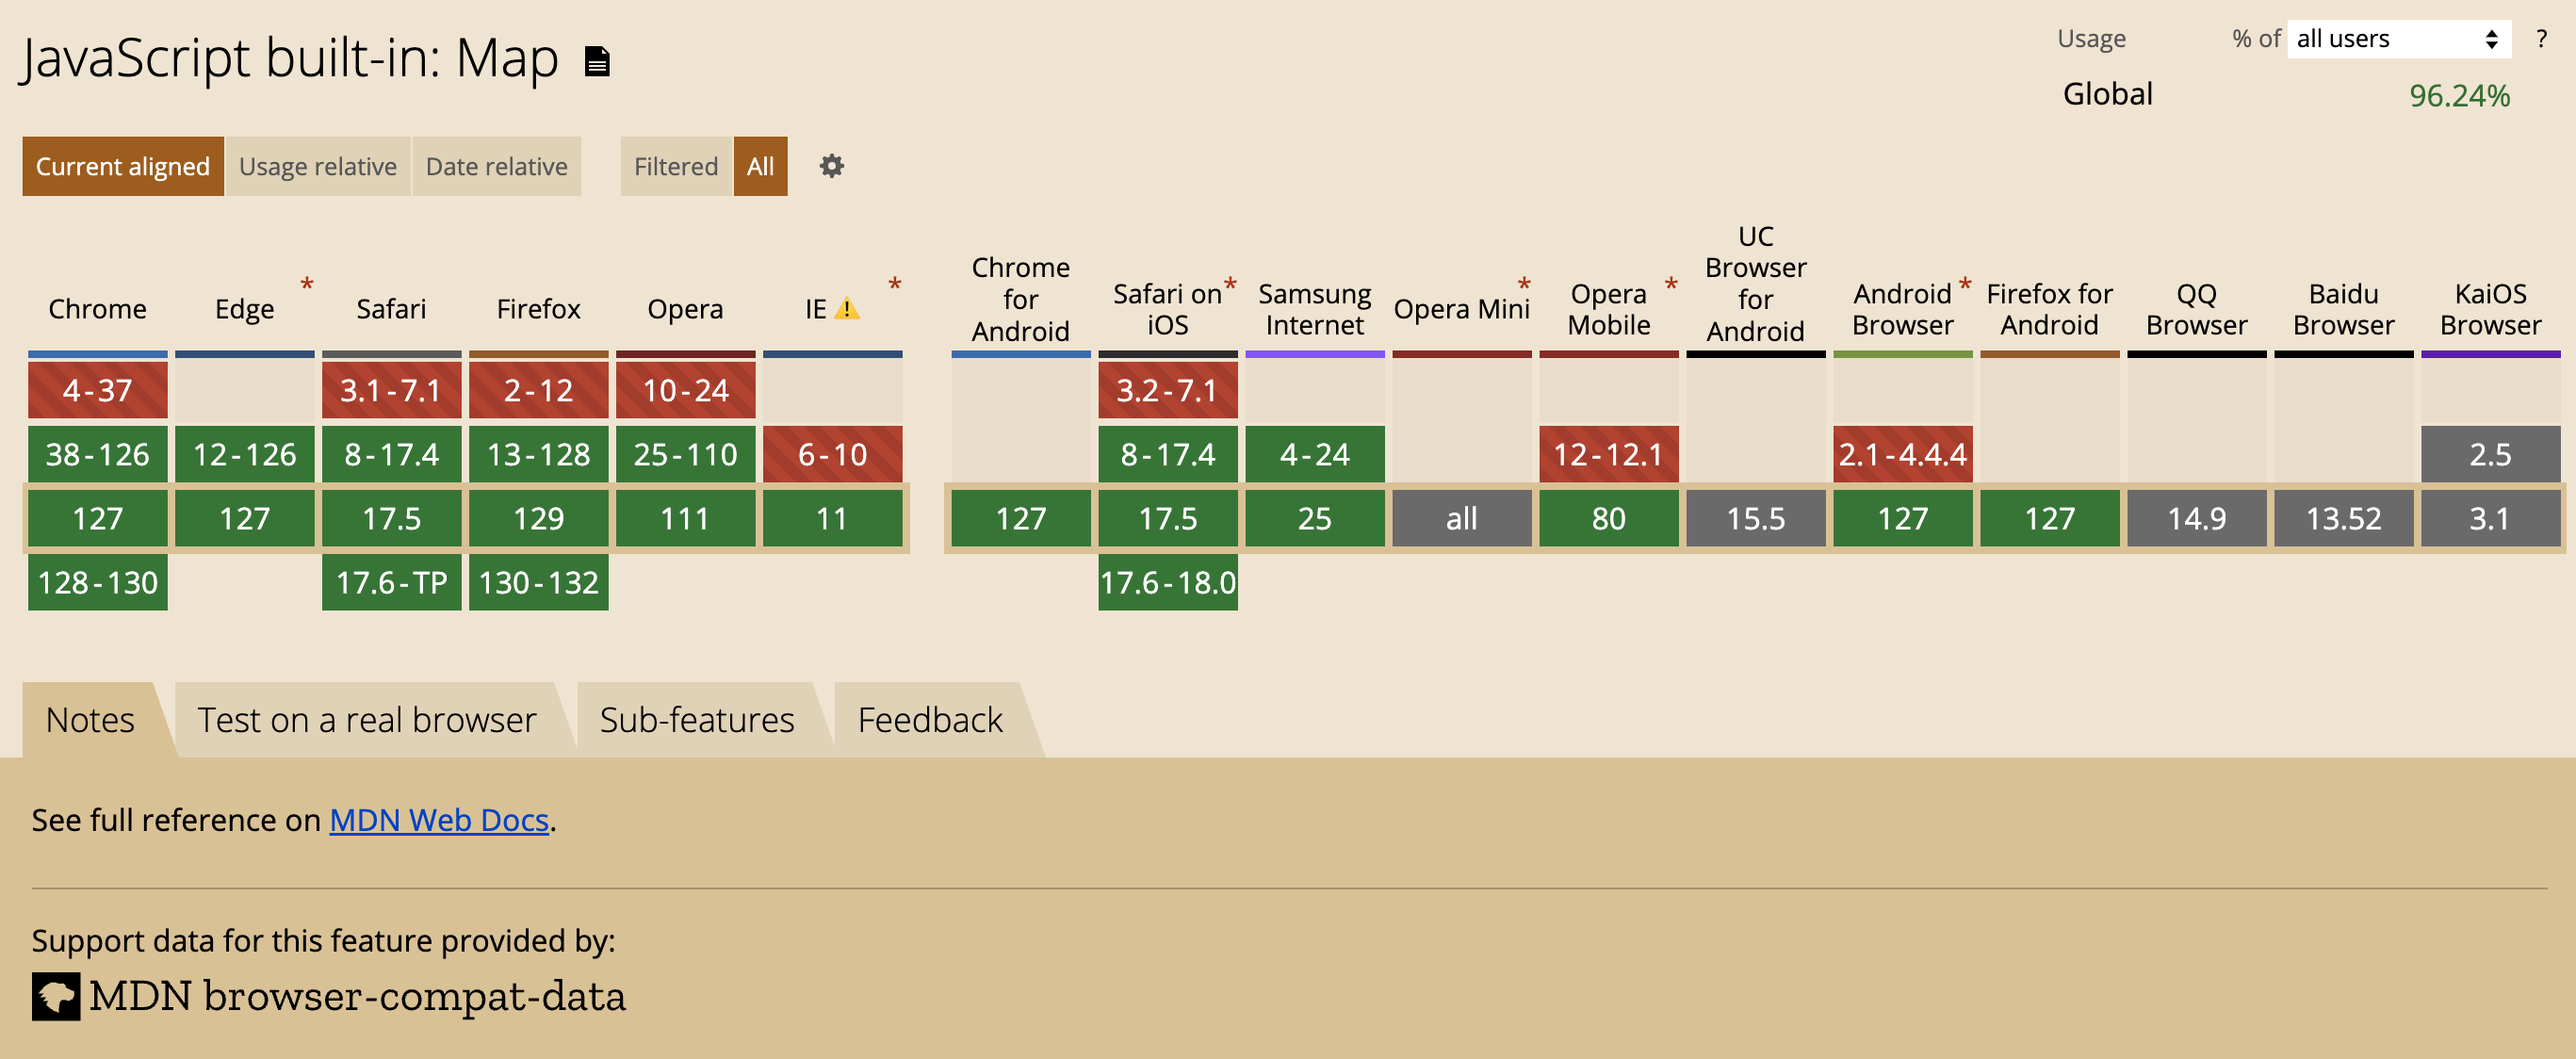 JavaScript built-in: Map
Usage % of all users ?
Global 96.24%
Current aligned Usage relative Date relative Filtered All
Chrome Edge * Safari Firefox Opera IE *
Chrome for Android Safari on iOS * Samsung Internet Opera Mini * Opera Mobile * UC Browser for Android Android Browser * Firefox for Android QQ Browser Baidu Browser KaiOS Browser
4-37 3.1-7.1 2-12 10-24 3.2-7.1
38-126 12-126 8-17.4 13-128 25-110 6-10 8-17.4 4-24 12-12.1 2.1-4.4.4 2.5
127 127 17.5 129 111 11 127 17.5 25 all 80 15.5 127 127 14.9 13.52 3.1
128-130 17.6-TP 130-132 17.6-18.0
Notes Test on a real browser Sub-features Feedback
See full reference on MDN Web Docs.
Support data for this feature provided by:
MDN browser-compat-data